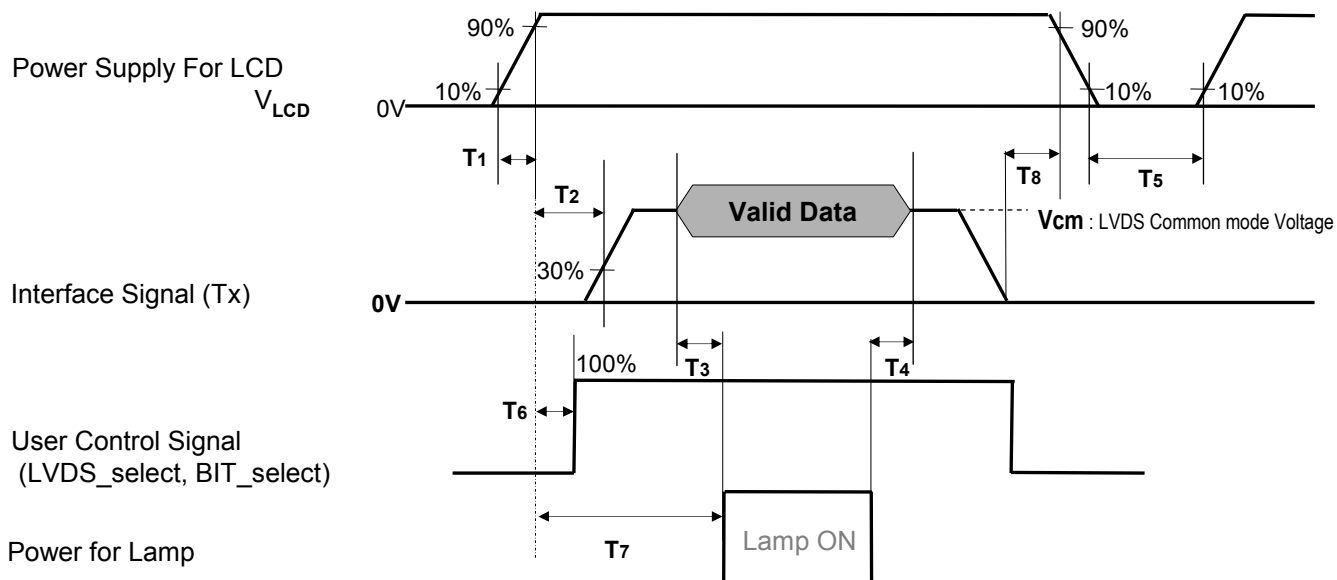 90%
90%
Power Supply For LCD
VLCD
10%
0V
10%
10%
T1
T2
T8
T5
Valid Data
Vcm : LVDS Common mode Voltage
30%
Interface Signal (Tx)
0V
100%
T3
T4
T6
User Control Signal
(LVDS_select, BIT_select)
T7
Lamp ON
Power for Lamp